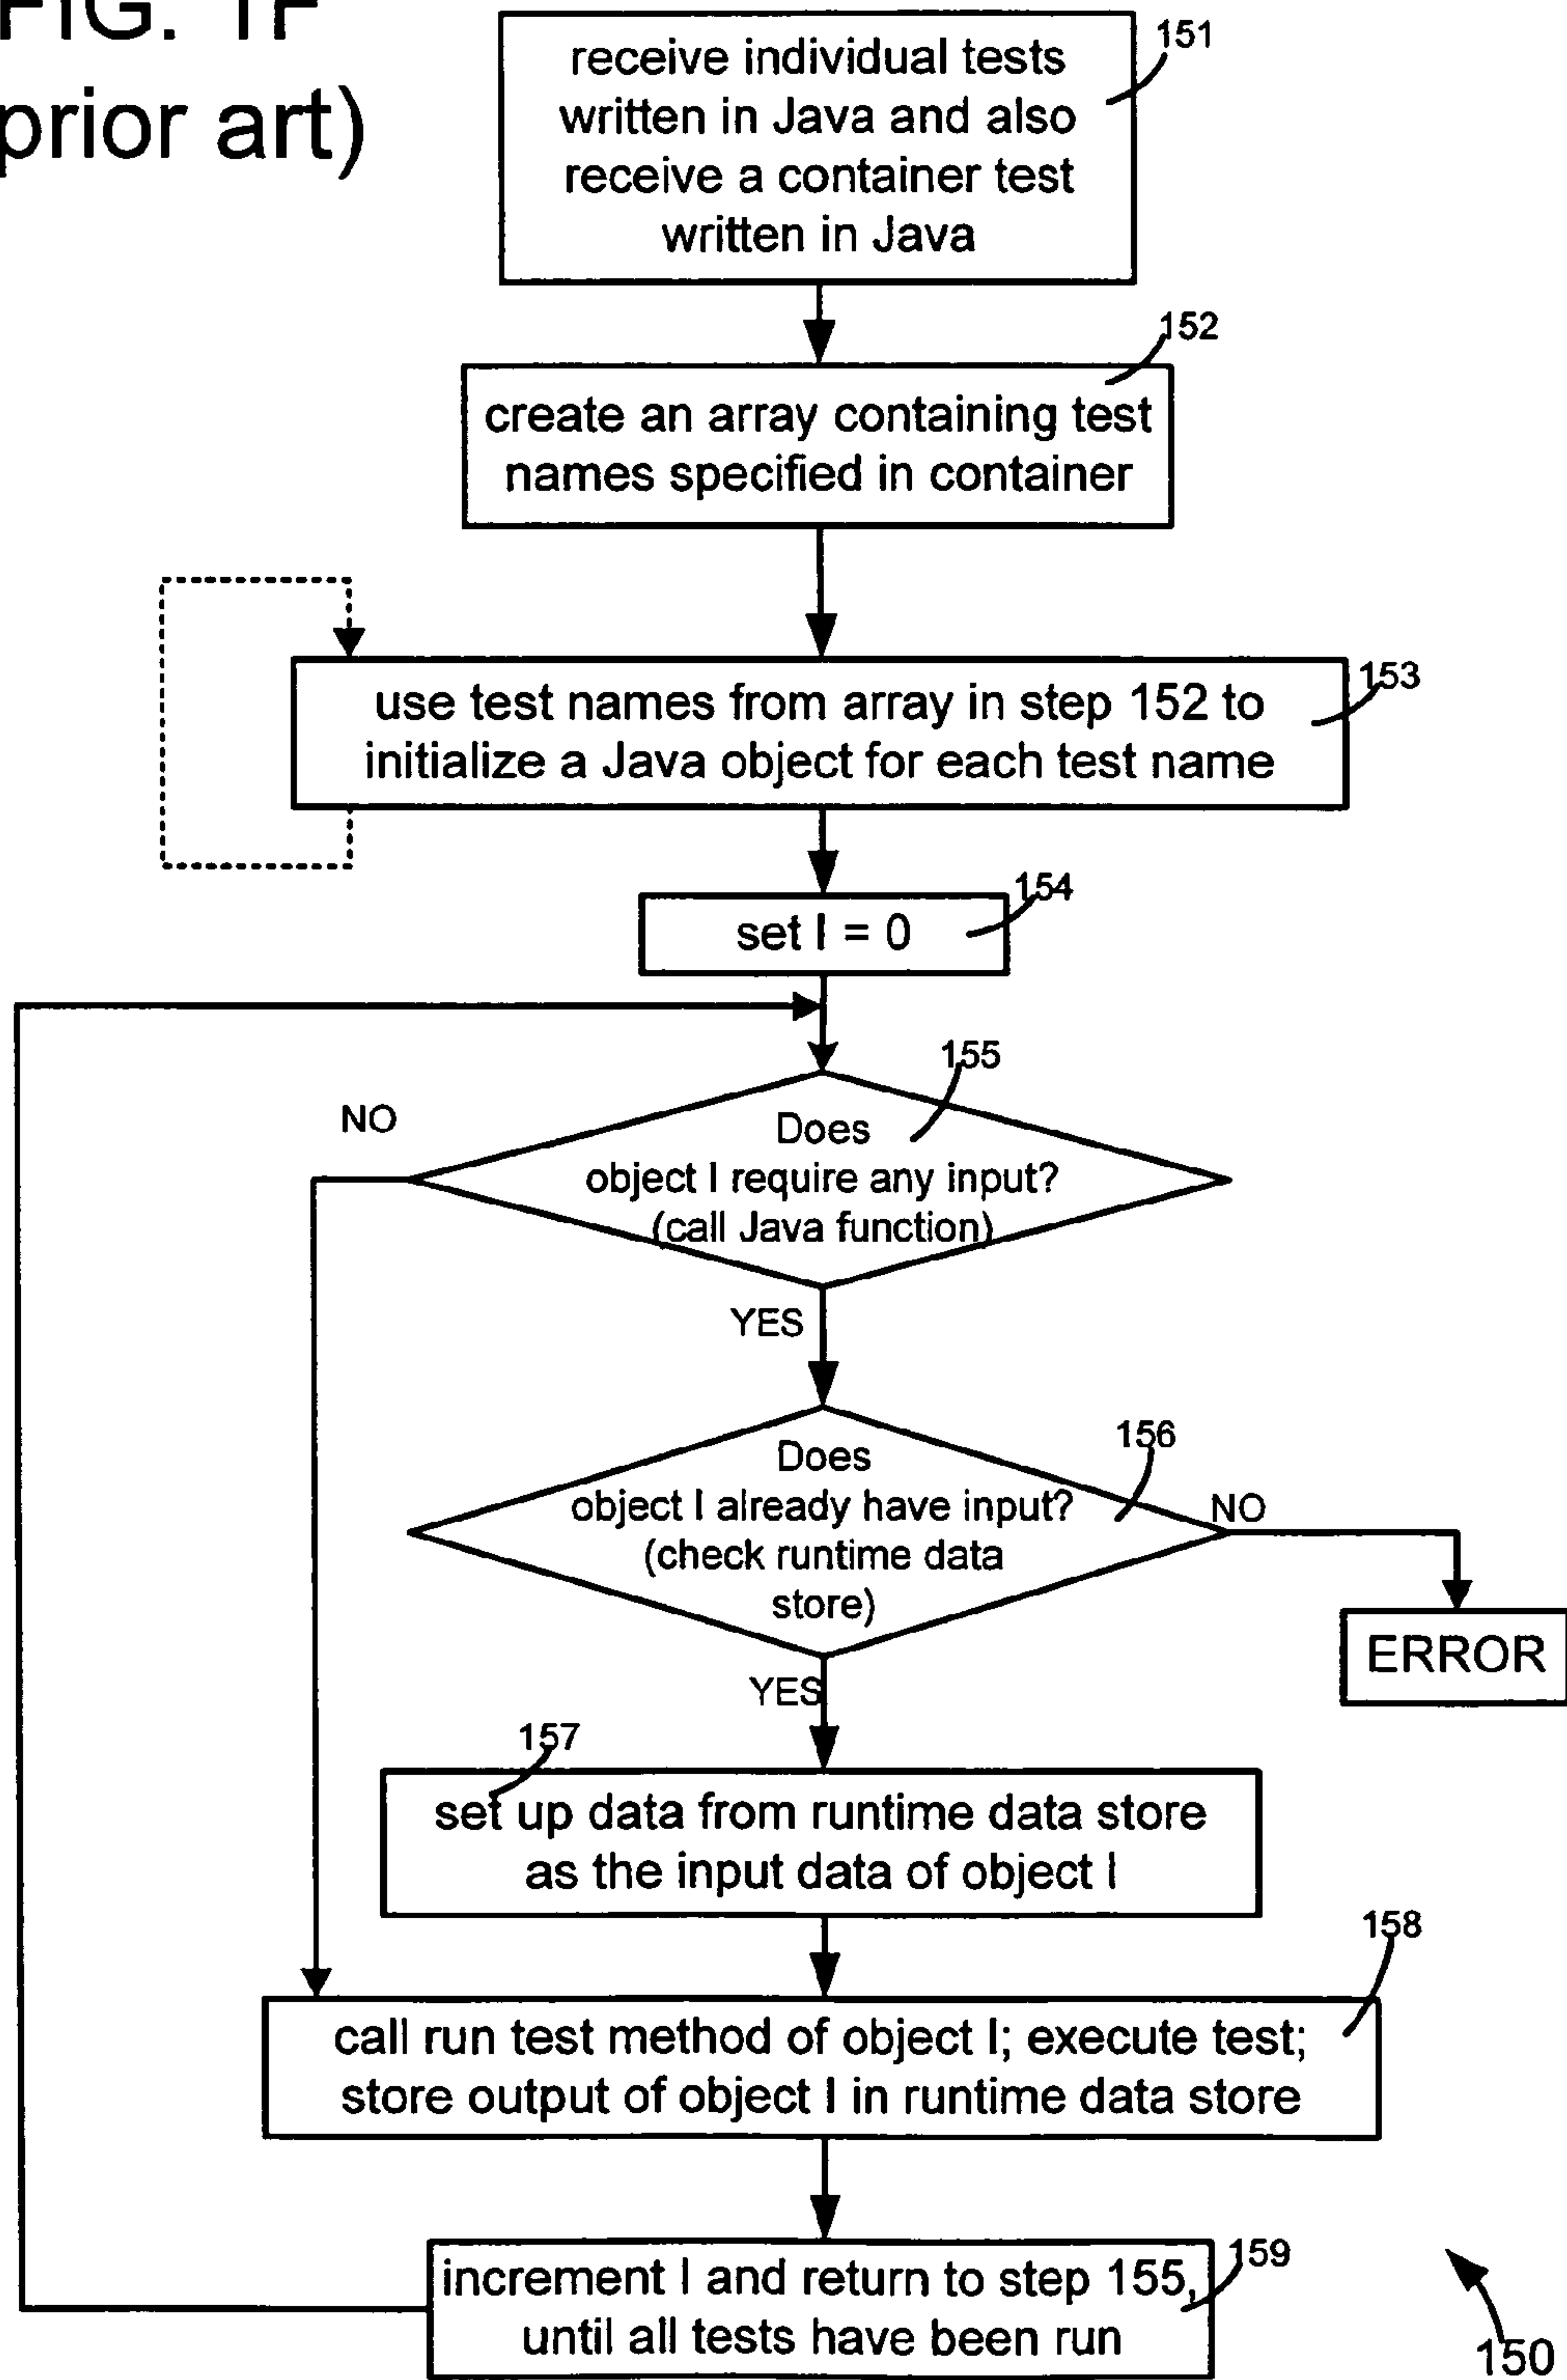 FIG. 1F
prior art)
151
receive individual tests
written in Java and also
receive a container test
written in Java
152
create an array containing test
names specified in container
153
use test names from array in step 152 to
initialize a Java object for each test name
154
set I = 0
155
NO
Does
object I require any input?
(call Java function)
YES
156
Does
object I already have input?
(check runtime data
store)
NO
ERROR
YES
157
set up data from runtime data store
as the input data of object I
158
call run test method of object I; execute test;
store output of object I in runtime data store
159
increment I and return to step 155,
until all tests have been run
150